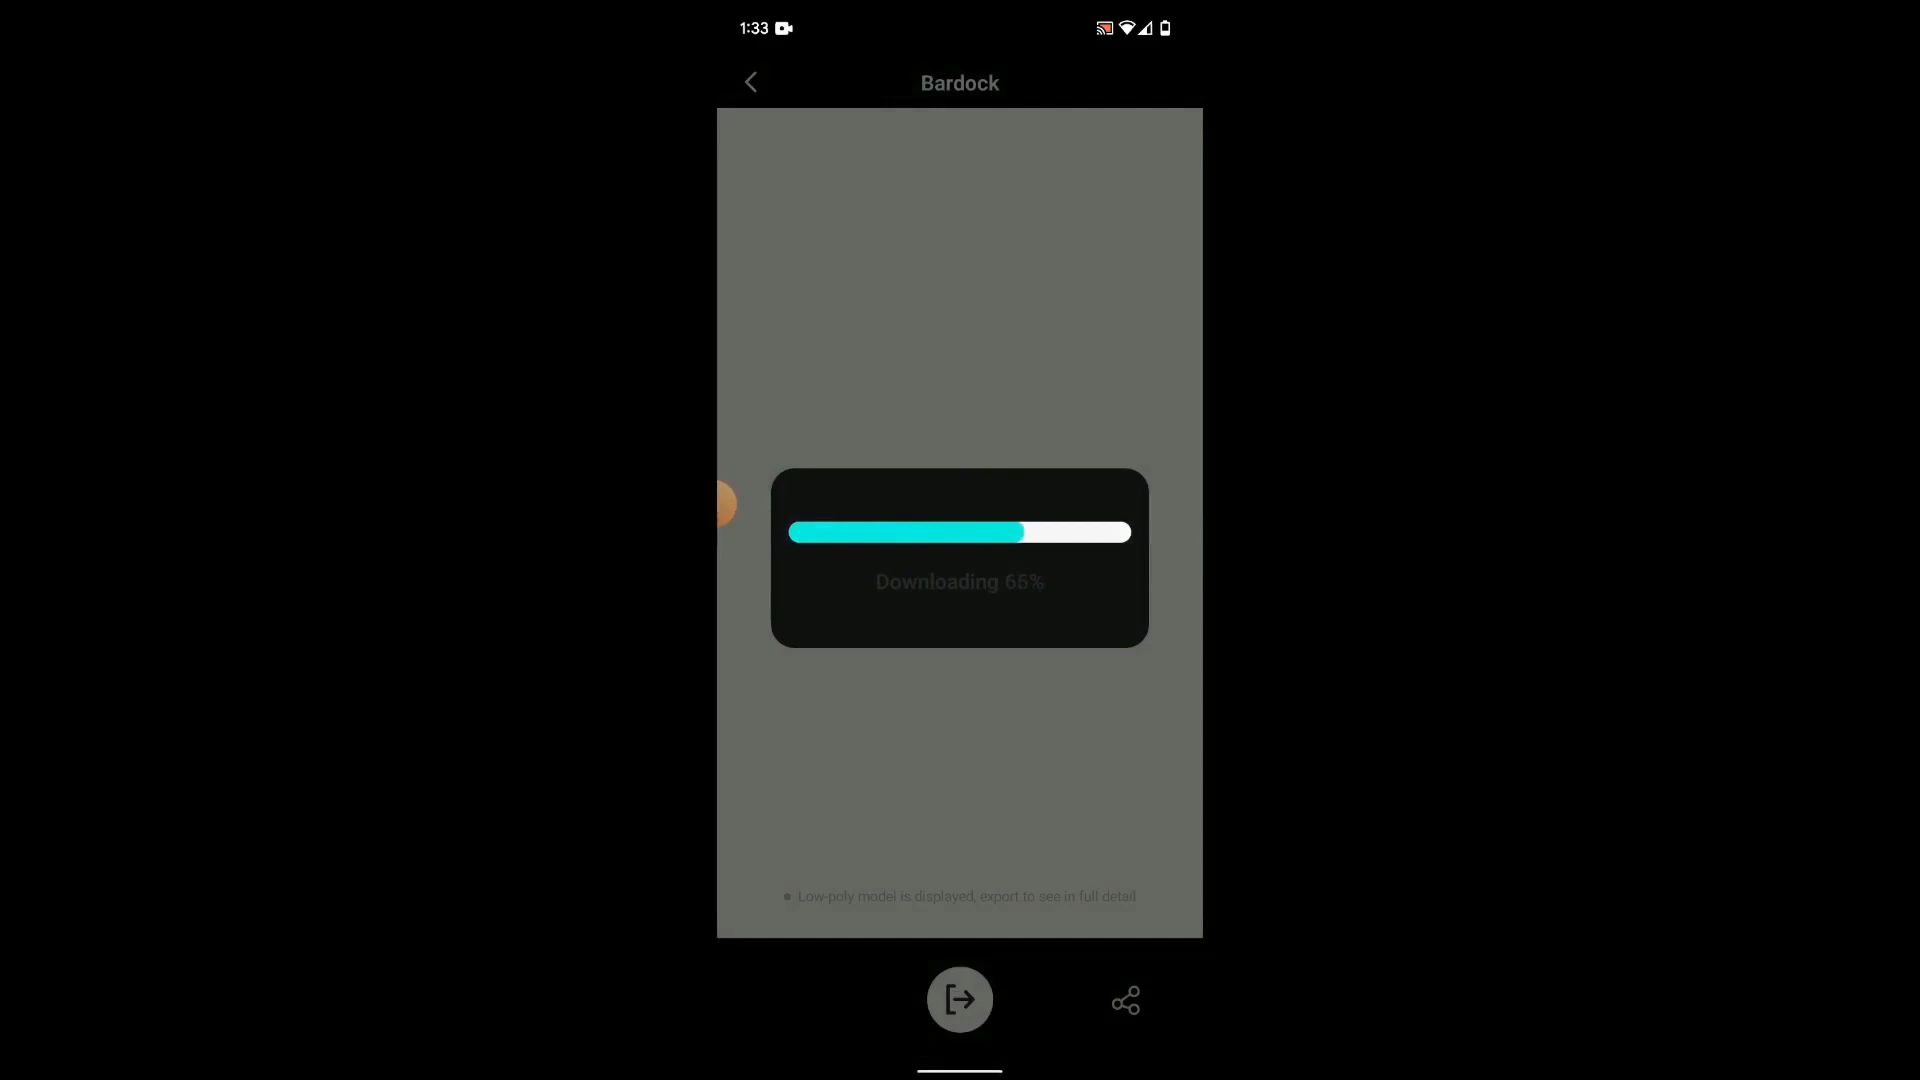 1:33
Bardock
Downloading 65%
Low-poly model is displayed, export to see in full detail